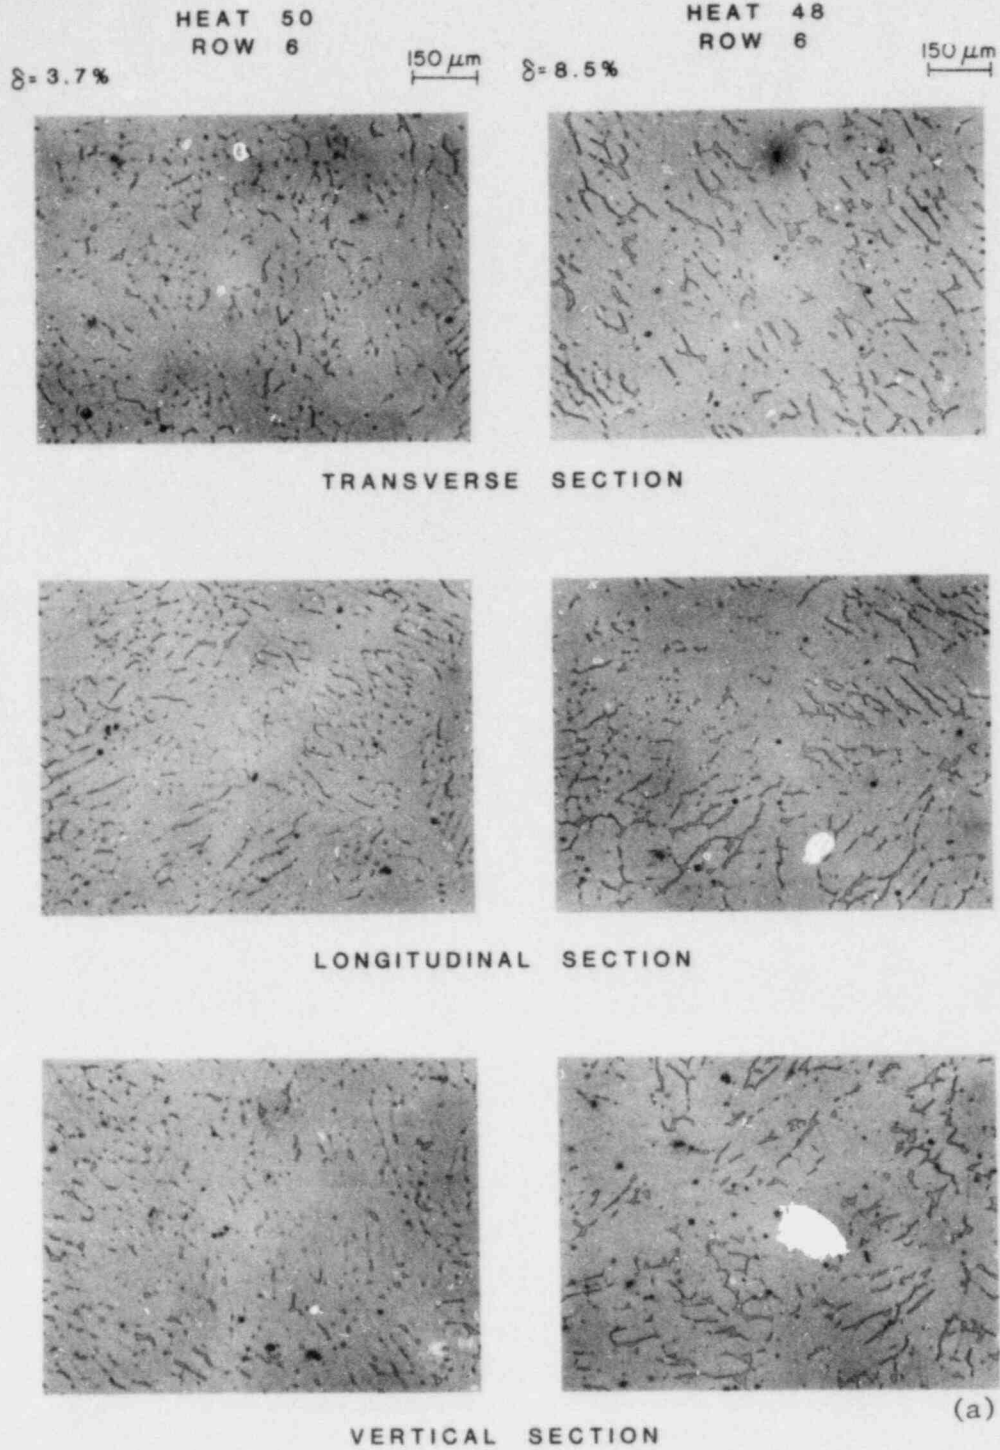 HEAT 50
ROW 6
150 μm
δ= 3.7%
HEAT 48
ROW 6
150 μm
δ= 8.5%
TRANSVERSE SECTION
LONGITUDINAL SECTION
VERTICAL SECTION
(a)